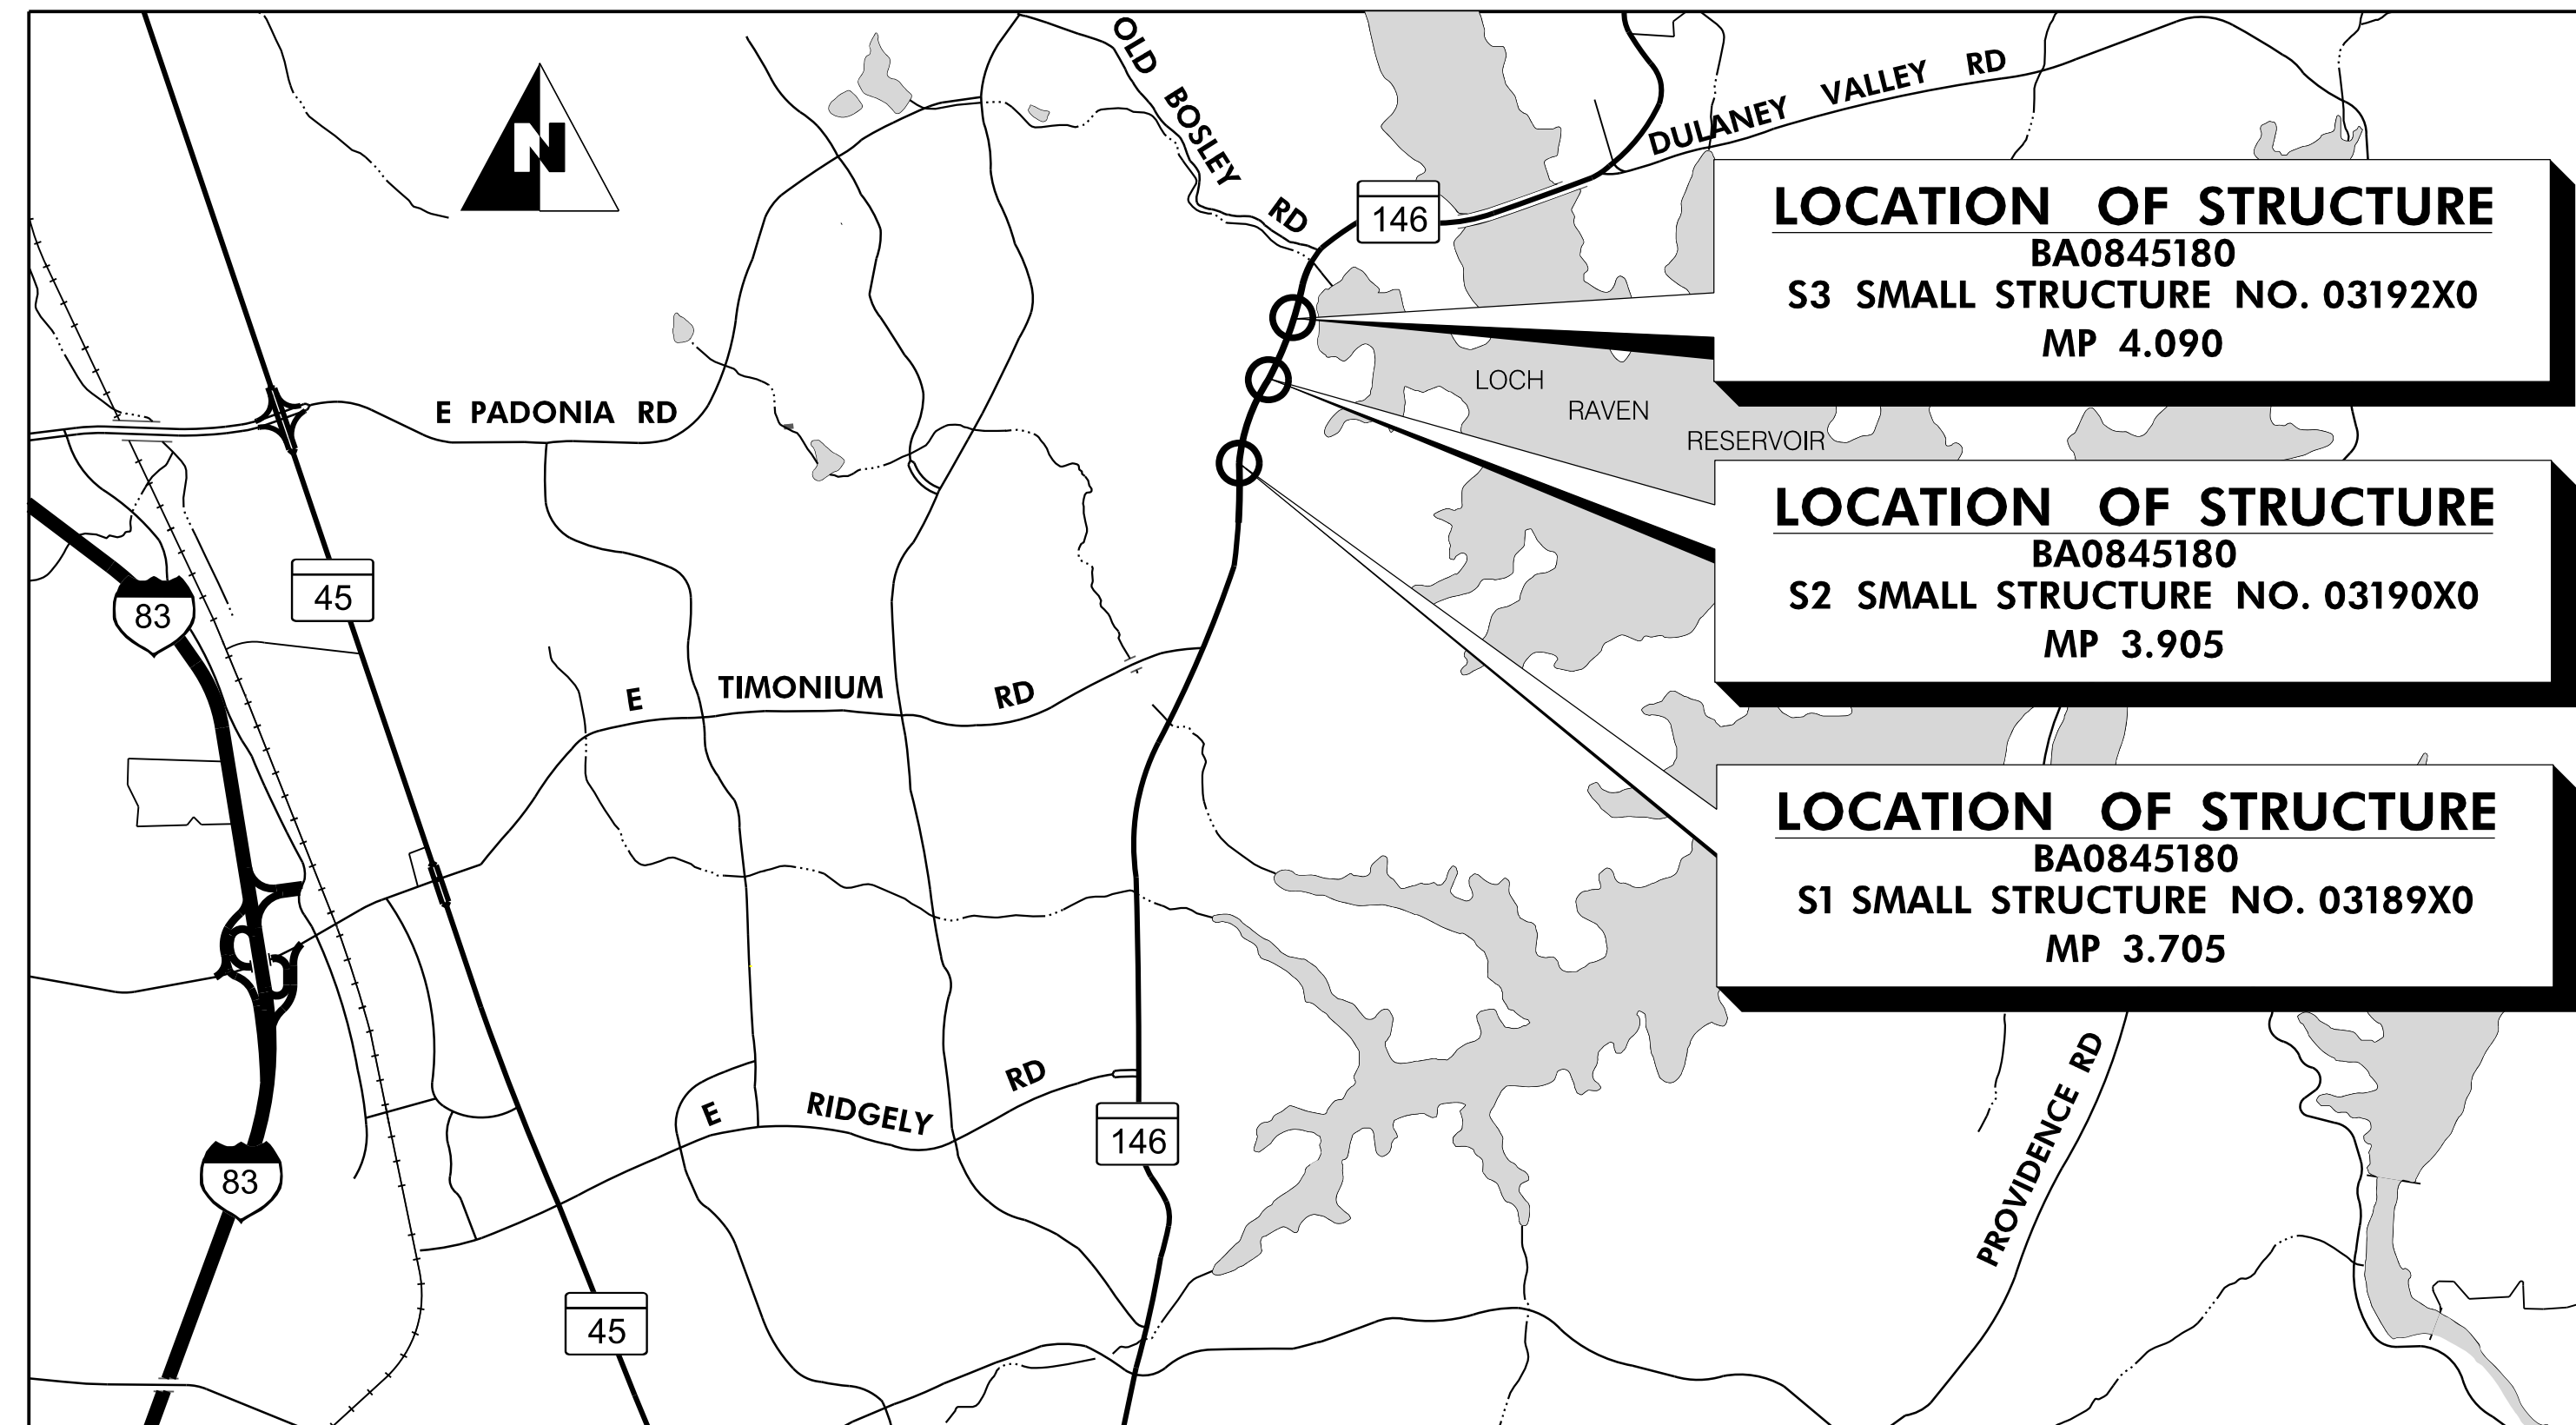 OLD BOSLEY RD
N
DULANEY VALLEY RD
146
LOCATION OF STRUCTURE
BA0845180
S3 SMALL STRUCTURE NO. 03192X0
MP 4.090
E PADONIA RD
LOCH
RAVEN
RESERVOIR
LOCATION OF STRUCTURE
BA0845180
S2 SMALL STRUCTURE NO. 03190X0
MP 3.905
45
83
E TIMONIUM RD
LOCATION OF STRUCTURE
BA0845180
S1 SMALL STRUCTURE NO. 03189X0
MP 3.705
E RIDGELY RD
146
PROVIDENCE RD
83
45